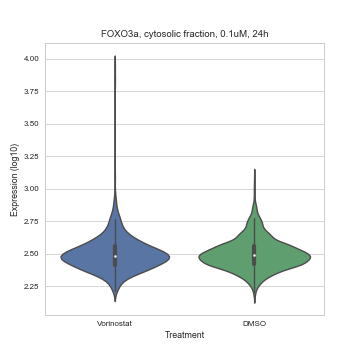 FOXO3a, cytosolic fraction, 0.1uM, 24h
4.00
3.75
3.50
3.25
3.00
2.75
2.50
2.25
Expression (log10)
Vorinostat
DMSO
Treatment